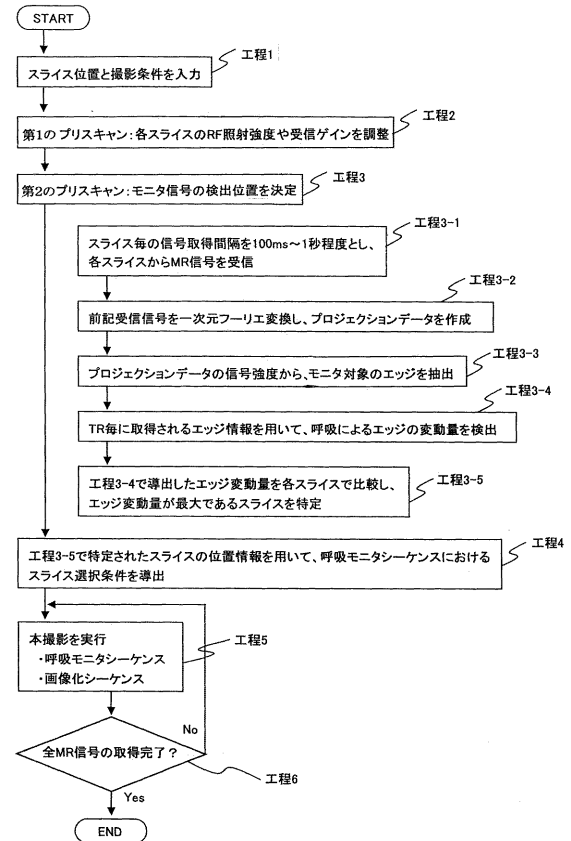 START
工程1
スライス位置と撮影条件を入力
工程2
第1の プリスキャン:各スライスのRF照射強度や受信ゲインを調整
工程3
第2のプリスキャン:モニタ信号の検出位置を決定
工程3-1
スライス毎の信号取得間隔を100ms~1秒程度とし、
各スライスからMR信号を受信
工程3-2
前記受信信号を一次元フーリエ変換し、プロジェクションデータを作成
工程3-3
プロジェクションデータの信号強度から、モニタ対象のエッジを抽出
工程3-4
TR毎に取得されるエッジ情報を用いて、呼吸によるエッジの変動量を検出
工程3-5
工程3-4で導出したエッジ変動量を各スライスで比較し、
エッジ変動量が最大であるスライスを特定
工程4
工程3-5で特定されたスライスの位置情報を用いて、呼吸モニタシーケンスにおける
スライス選択条件を導出
工程5
本撮影を実行
・呼吸モニタシーケンス
・画像化シーケンス
No
全MR信号の取得完了?
工程6
Yes
END